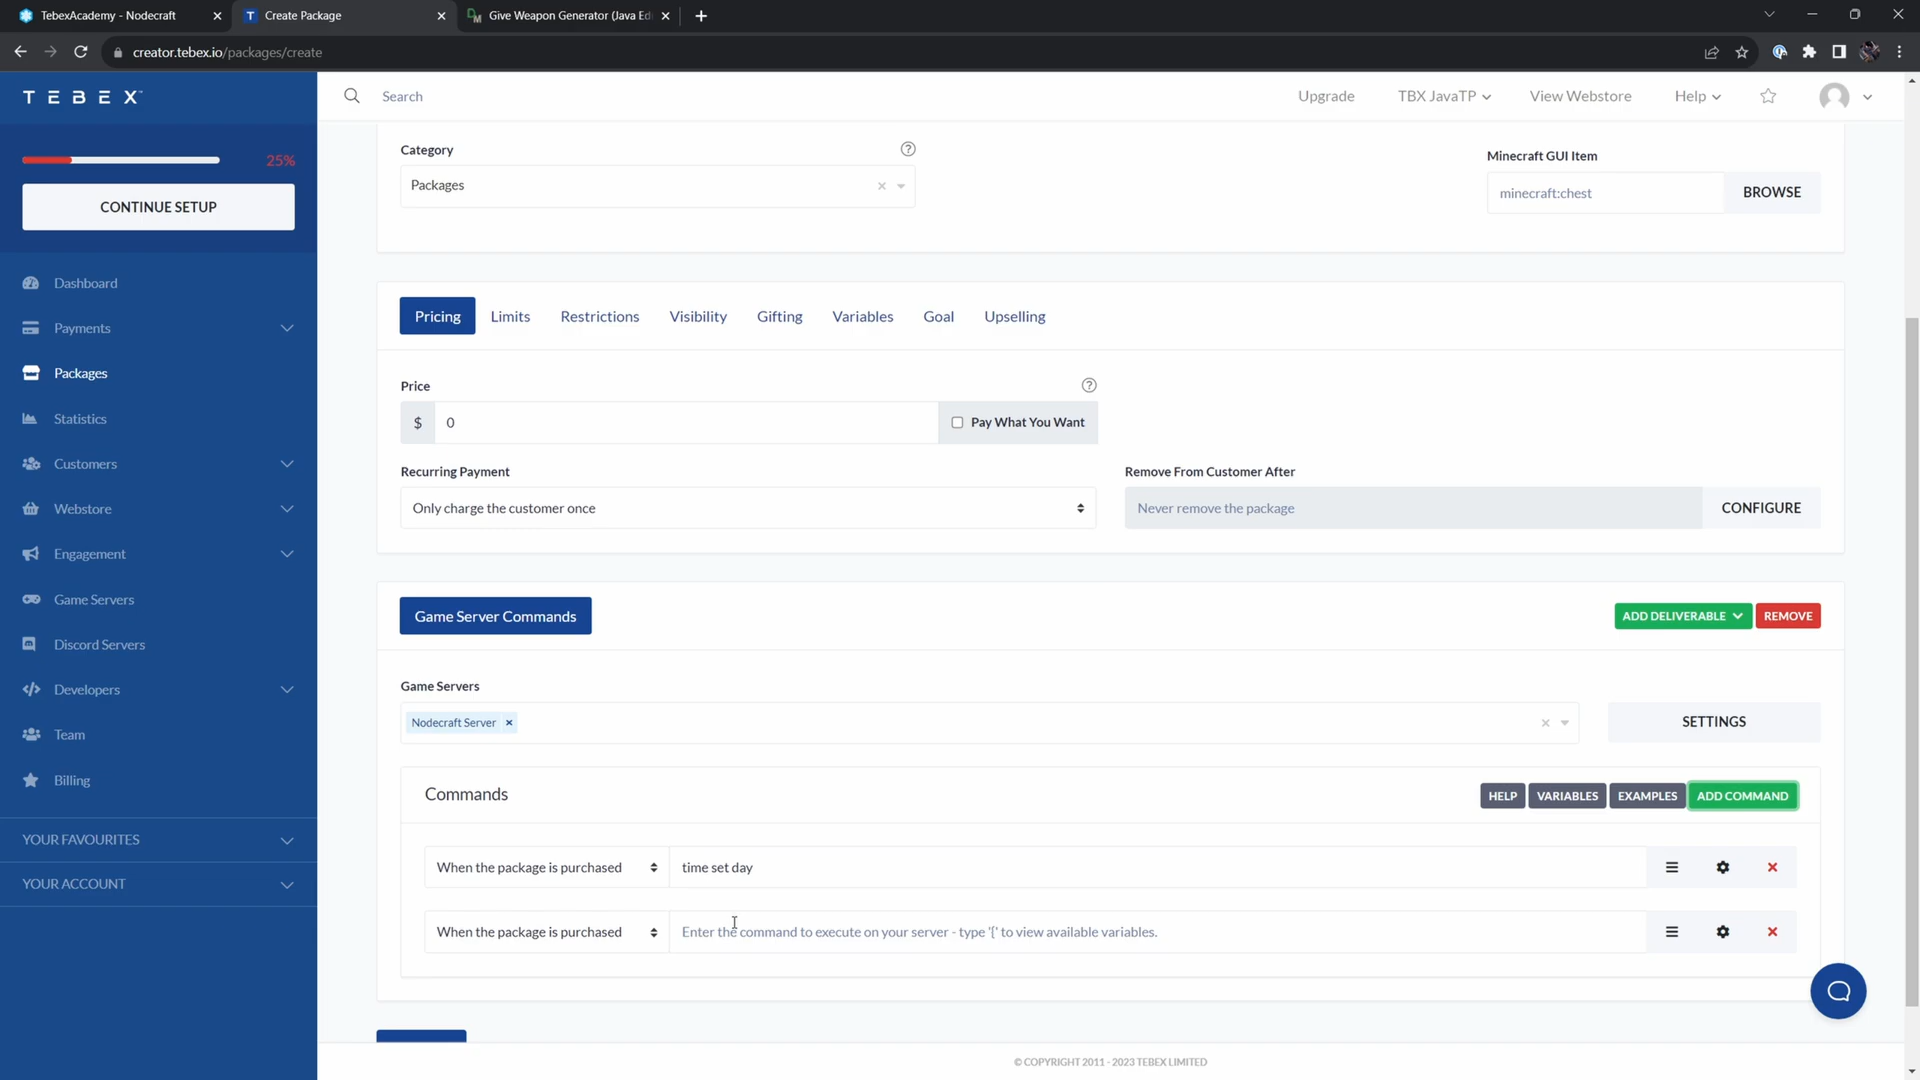 TebexAcademy - Nodecraft
Create Package
Give Weapon Generator (Java Ed
creator.tebex.io/packages/create
TEBEX™
Search
Upgrade
TBX JavaTP
View Webstore
Help
25%
CONTINUE SETUP
Dashboard
Payments
Packages
Statistics
Customers
Webstore
Engagement
Game Servers
Discord Servers
Developers
Team
Billing
YOUR FAVOURITES
YOUR ACCOUNT
Category
Packages
Minecraft GUI Item
minecraft:chest
BROWSE
Pricing
Limits
Restrictions
Visibility
Gifting
Variables
Goal
Upselling
Price
$ 0
Pay What You Want
Recurring Payment
Only charge the customer once
Remove From Customer After
Never remove the package
CONFIGURE
Game Server Commands
ADD DELIVERABLE
REMOVE
Game Servers
Nodecraft Server ×
SETTINGS
Commands
HELP
VARIABLES
EXAMPLES
ADD COMMAND
When the package is purchased
time set day
When the package is purchased
Enter the command to execute on your server - type '{' to view available variables.
© COPYRIGHT 2011 - 2023 TEBEX LIMITED